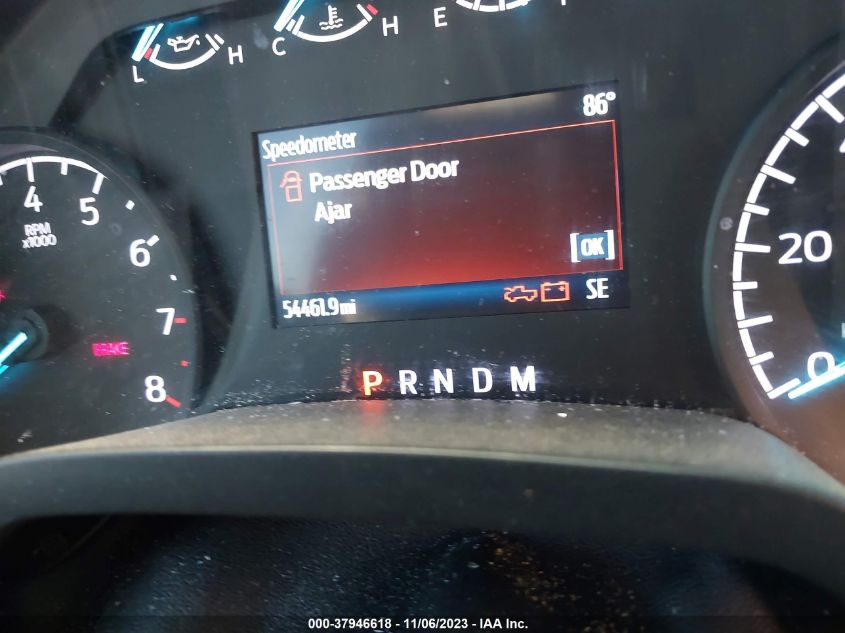 L H
C H
E
86°
Speedometer
Passenger Door
Ajar
[OK]
54461.9 mi
SE
4
5
RPM
x1000
6
7
8
BRAKE
20
0
P R N D M
000-37946618 - 11/06/2023 - IAA Inc.